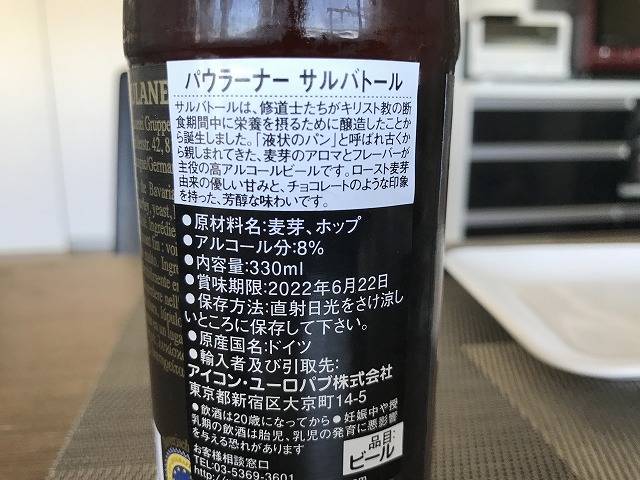 パウラーナー サルバトール
サルバトールは、修道士たちがキリスト教の断
食期間中に栄養を摂るために醸造したことか
ら誕生しました。「液状のパン」と呼ばれ古くか
ら親しまれてきた、麦芽のアロマとフレーバーが
主役の高アルコールビールです。ロースト麦芽
由来の優しい甘みと、チョコレートのような印象
を持った、芳醇な味わいです。
●原材料名:麦芽、ホップ
●アルコール分:8%
●内容量:330ml
●賞味期限:2022年6月22日
●保存方法:直射日光をさけ涼し
いところに保存して下さい。
●原産国名:ドイツ
●輸入者及び引取先:
アイコン・ユーロパブ株式会社
東京都新宿区大京町14-5
●飲酒は20歳になってから●妊娠中や授
乳期の飲酒は胎児、乳児の発育に悪影響
を与える恐れがあります
お客様相談窓口
TEL:03-5369-3601
品目:
ビール
LANE
Gruppe
42, 8
German
Bavaria
yeast,